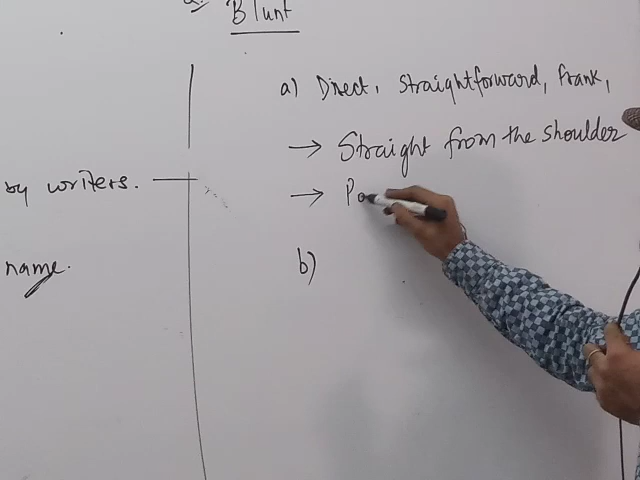 Blunt
a) Direct, Straightforward, frank,
→ Straight from the shoulder
by writers. —
→ Po
name.
b)